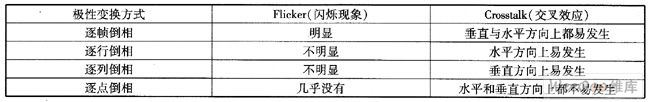 极性变换方式 Flicker(闪烁现象) Crosstalk(交叉效应)
逐帧倒相 明显 垂直与水平方向上都易发生
逐行倒相 不明显 水平方向上易发生
逐列倒相 不明显 垂直方向上易发生
逐点倒相 几乎没有 水平和垂直方向上都不易发生
维库